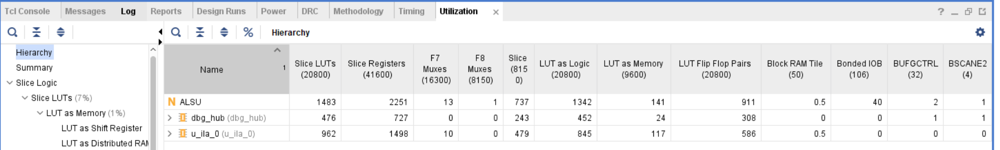 Tcl Console Messages Log Reports Design Runs Power DRC Methodology Timing Utilization × ?
Hierarchy
Hierarchy
Summary
Slice Logic
Slice LUTs (7%)
LUT as Memory (1%)
LUT as Shift Register
LUT as Distributed RAM
Name 1 Slice LUTs (20800) Slice Registers (41600) F7 Muxes (16300) F8 Muxes (8150) Slice (8150) LUT as Logic (20800) LUT as Memory (9600) LUT Flip Flop Pairs (20800) Block RAM Tile (50) Bonded IOB (106) BUFGCTRL (32) BSCANE2 (4)
N ALSU 1483 2251 13 1 737 1342 141 911 0.5 40 2 1
dbg_hub (dbg_hub) 476 727 0 0 243 452 24 308 0 0 1 1
u_ila_0 (u_ila_0) 962 1498 10 0 479 845 117 586 0.5 0 0 0